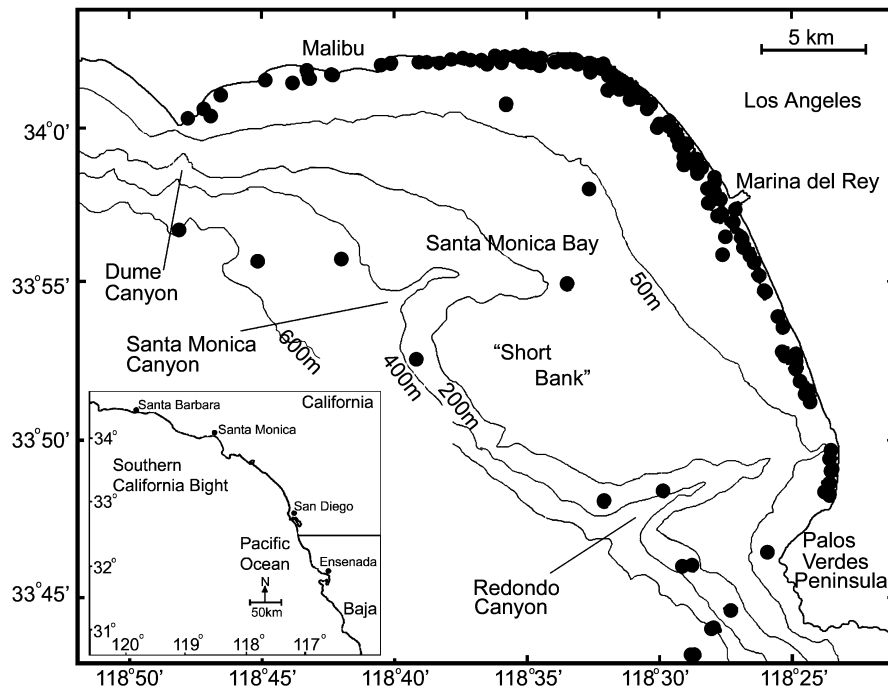 5 km
Malibu
Los Angeles
34°0'
Marina del Rey
Santa Monica Bay
Dume
Canyon
33°55'
50m
Santa Monica
Canyon
600m
400m
200m
“Short
Bank”
33°50'
Santa Barbara
California
Santa Monica
34°
Southern
California Bight
33°
San Diego
Pacific
Ocean
32°
Ensenada
N
50km
Baja
31°
120°
119°
118°
117°
Palos
Verdes
Peninsula
Redondo
Canyon
33°45'
118°50'
118°45'
118°40'
118°35'
118°30'
118°25'